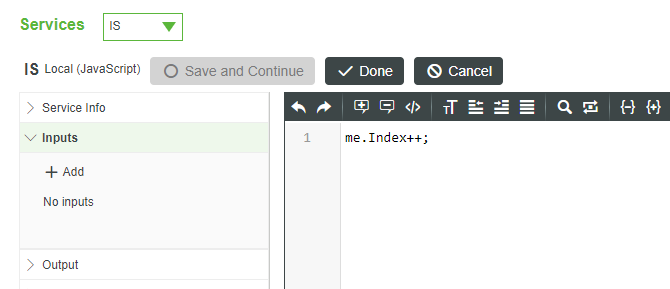 Services IS
IS Local (JavaScript) Save and Continue Done Cancel
Service Info
Inputs
Add
No inputs
Output
1 me.Index++;